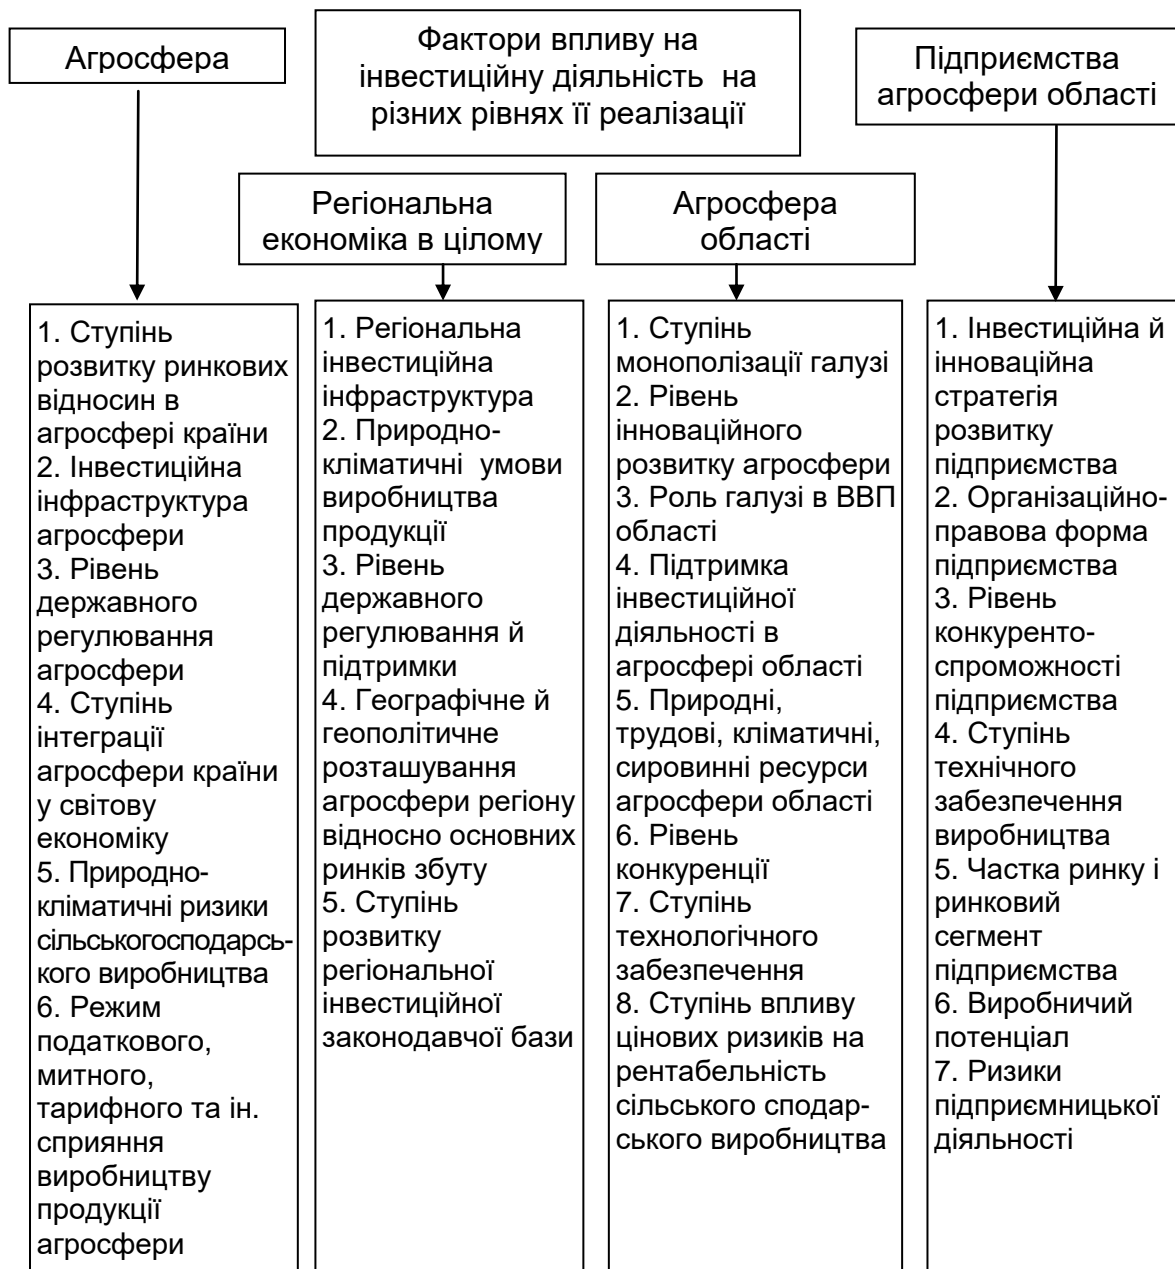 Агросфера
Фактори впливу на
інвестиційну діяльність на
різних рівнях її реалізації
Підприємства
агросфери області
Регіональна
економіка в цілому
Агросфера
області
1. Ступінь
розвитку ринкових
відносин в
агросфері країни
2. Інвестиційна
інфраструктура
агросфери
3. Рівень
державного
регулювання
агросфери
4. Ступінь
інтеграції
агросфери країни
у світову
економіку
5. Природно-
кліматичні ризики
сільськогосподарсь-
кого виробництва
6. Режим
податкового,
митного,
тарифного та ін.
сприяння
виробництву
продукції
агросфери
1. Регіональна
інвестиційна
інфраструктура
2. Природно-
кліматичні умови
виробництва
продукції
3. Рівень
державного
регулювання й
підтримки
4. Географічне й
геополітичне
розташування
агросфери регіону
відносно основних
ринків збуту
5. Ступінь
розвитку
регіональної
інвестиційної
законодавчої бази
1. Ступінь
монополізації галузі
2. Рівень
інноваційного
розвитку агросфери
3. Роль галузі в ВВП
області
4. Підтримка
інвестиційної
діяльності в
агросфері області
5. Природні,
трудові, кліматичні,
сировинні ресурси
агросфери області
6. Рівень
конкуренції
7. Ступінь
технологічного
забезпечення
8. Ступінь впливу
цінових ризиків на
рентабельність
сільського сподар-
ського виробництва
1. Інвестиційна й
інноваційна
стратегія
розвитку
підприємства
2. Організаційно-
правова форма
підприємства
3. Рівень
конкуренто-
спроможності
підприємства
4. Ступінь
технічного
забезпечення
виробництва
5. Частка ринку і
ринковий
сегмент
підприємства
6. Виробничий
потенціал
7. Ризики
підприємницької
діяльності